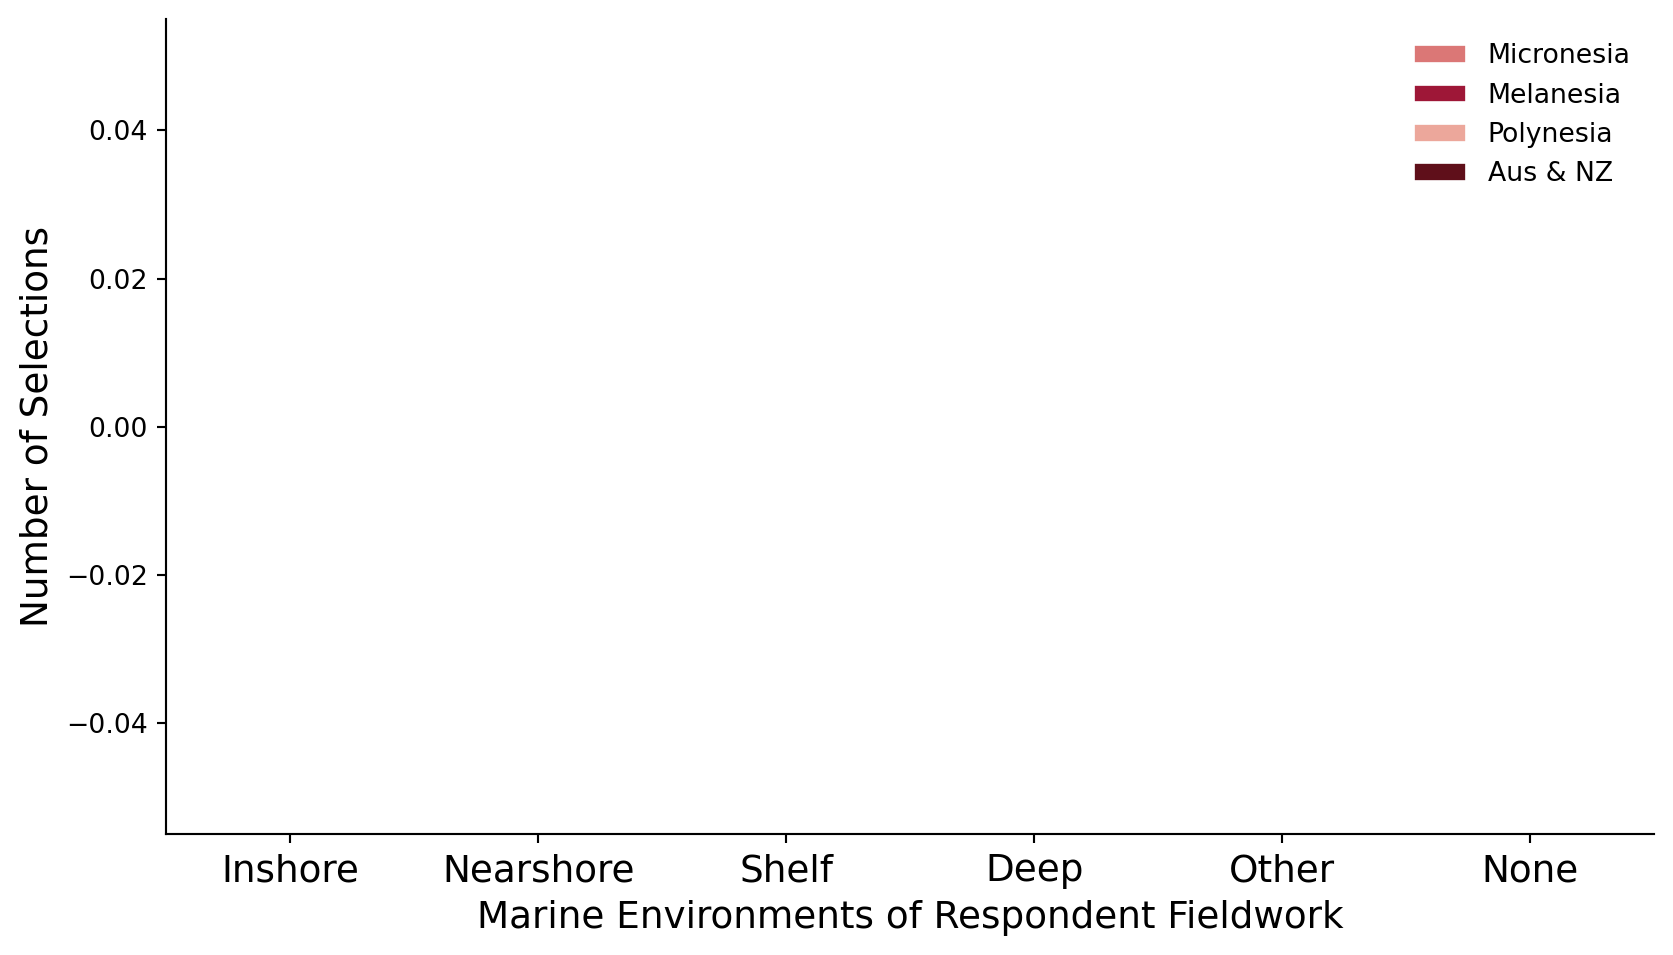 Micronesia
Melanesia
Polynesia
Aus & NZ
Number of Selections
0.04
0.02
0.00
−0.02
−0.04
Inshore Nearshore Shelf Deep Other None
Marine Environments of Respondent Fieldwork